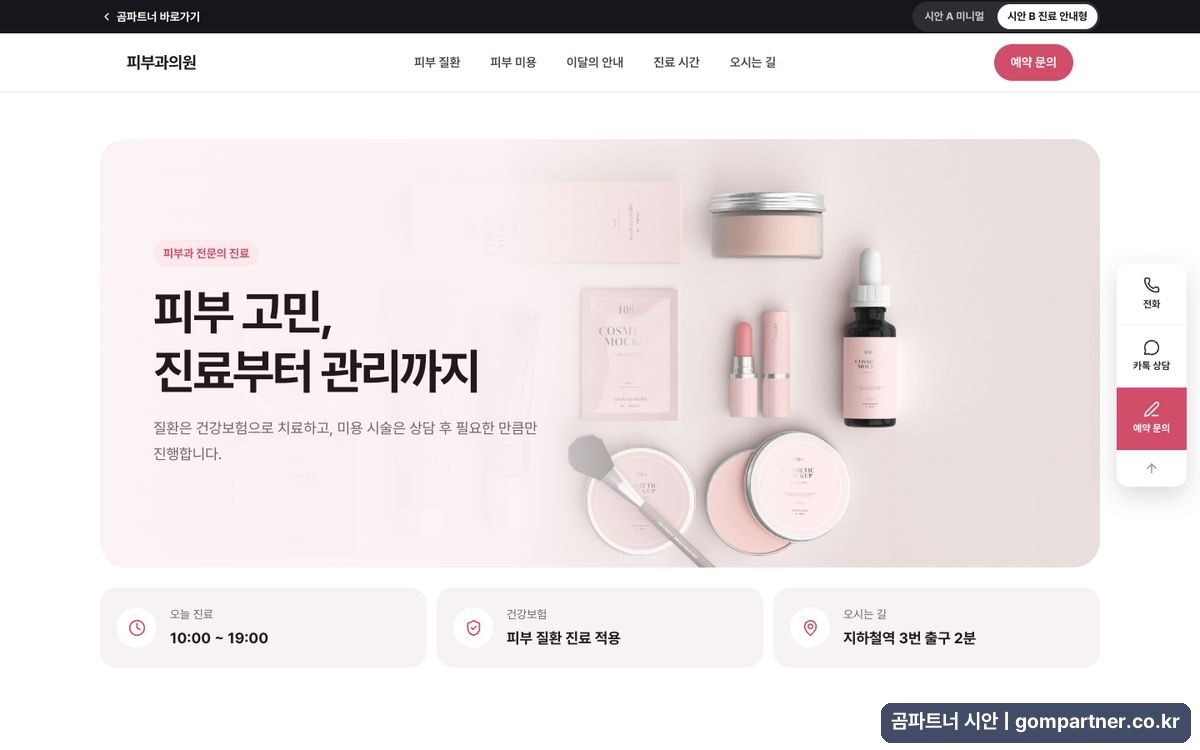 곰파트너 바로가기
시안 A 미니멀
시안 B 진료 안내형
피부과의원
피부 질환
피부 미용
이달의 안내
진료 시간
오시는 길
예약 문의
피부과 전문의 진료
피부 고민,
진료부터 관리까지
질환은 건강보험으로 치료하고, 미용 시술은 상담 후 필요한 만큼만
진행합니다.
COSMETIC
MOCKUP
전화
카톡 상담
예약 문의
오늘 진료
10:00 ~ 19:00
건강보험
피부 질환 진료 적용
오시는 길
지하철역 3번 출구 2분
곰파트너 시안 | gompartner.co.kr